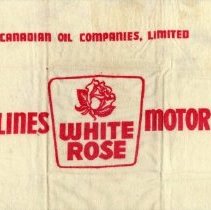 CANADIAN OIL COMPANIES, LIMITED
LINES WHITE MOTOR
ROSE